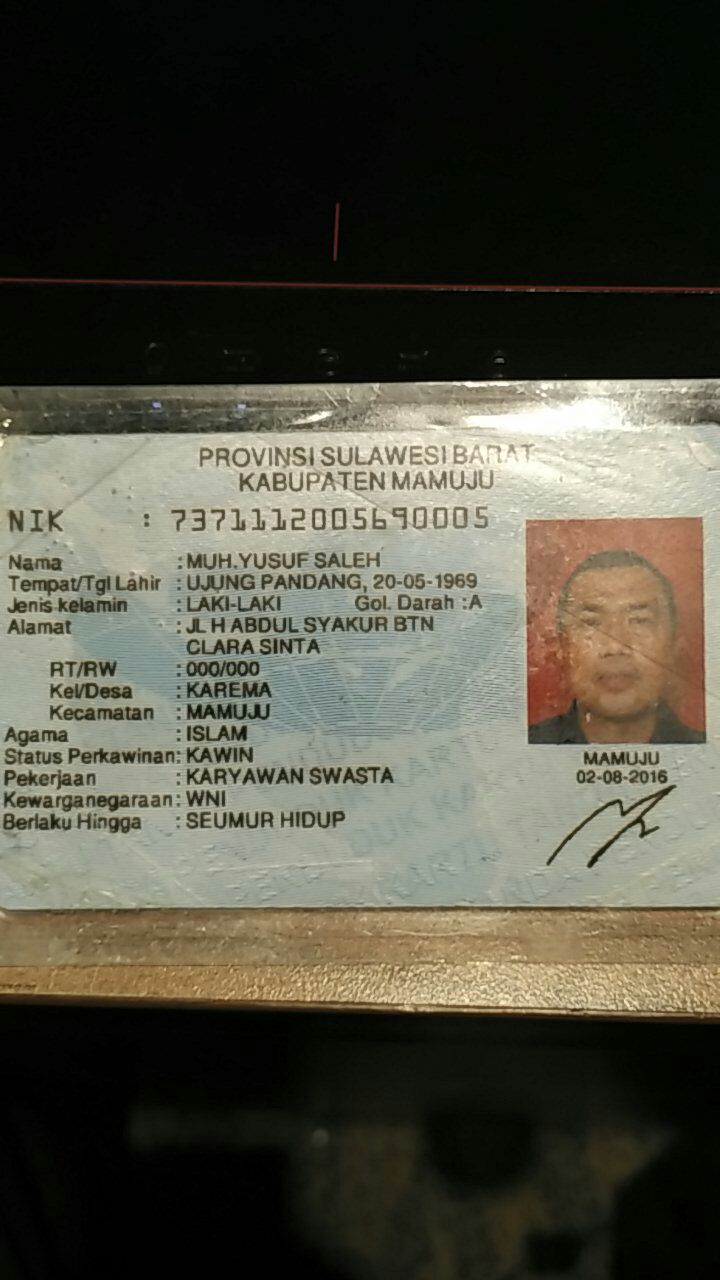 PROVINSI SULAWESI BARAT
KABUPATEN MAMUJU
NIK : 7371112005690005
Nama : MUH.YUSUF SALEH
Tempat/Tgl Lahir : UJUNG PANDANG, 20-05-1969
Jenis kelamin : LAKI-LAKI Gol. Darah :A
Alamat : JL H ABDUL SYAKUR BTN
CLARA SINTA
RT/RW : 000/000
Kel/Desa : KAREMA
Kecamatan : MAMUJU
Agama : ISLAM
Status Perkawinan: KAWIN
Pekerjaan : KARYAWAN SWASTA
Kewarganegaraan: WNI
Berlaku Hingga : SEUMUR HIDUP
MAMUJU
02-08-2016